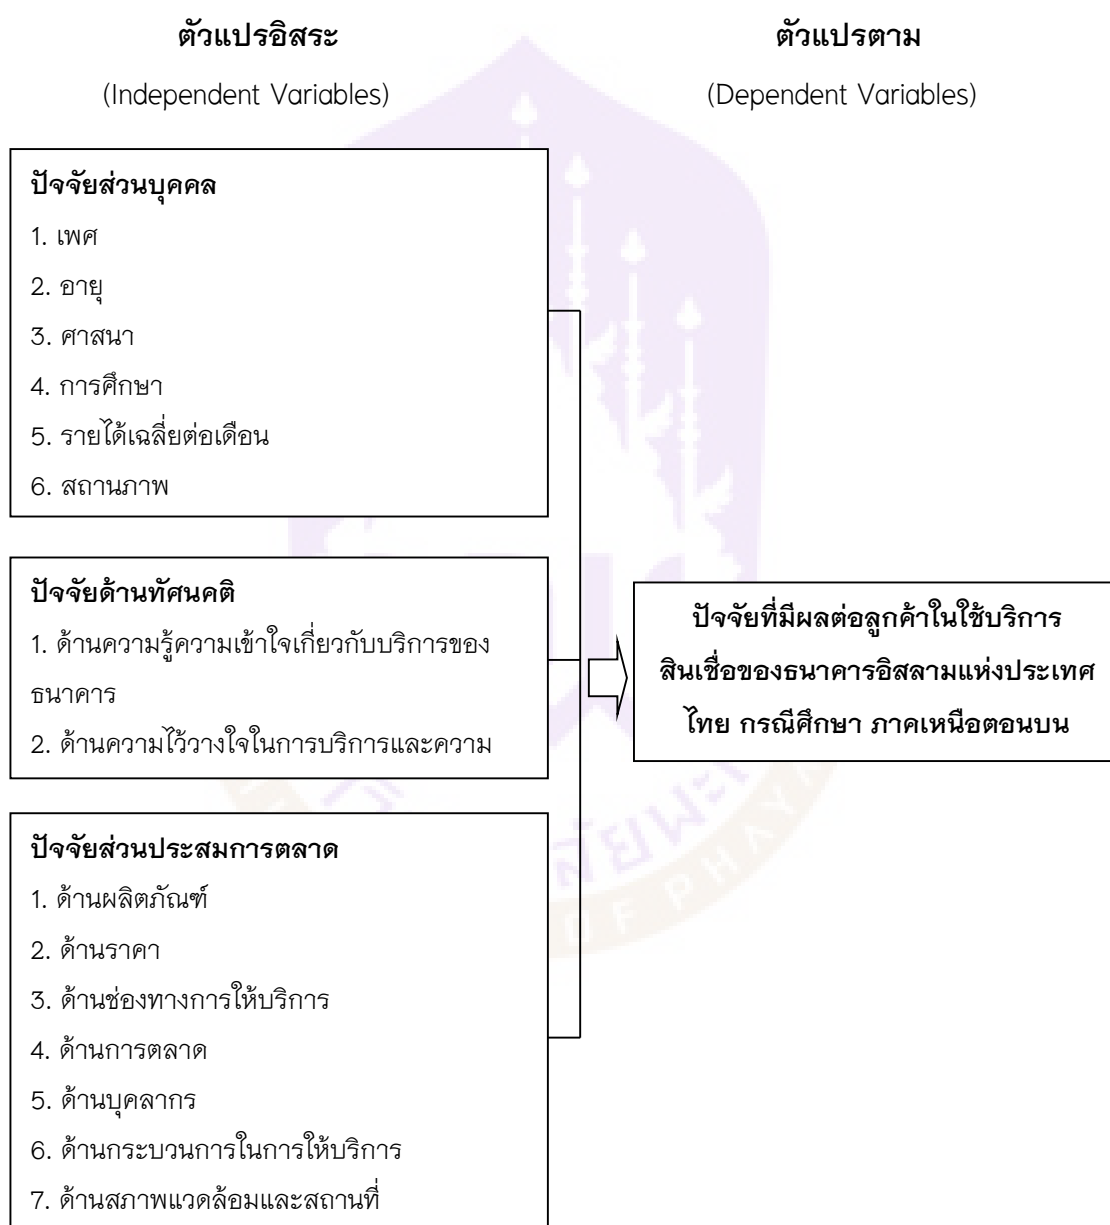 ตัวแปรอิสระ
(Independent Variables)
ตัวแปรตาม
(Dependent Variables)
ปัจจัยส่วนบุคคล
1. เพศ
2. อายุ
3. ศาสนา
4. การศึกษา
5. รายได้เฉลี่ยต่อเดือน
6. สถานภาพ
ปัจจัยด้านทัศนคติ
1. ด้านความรู้ความเข้าใจเกี่ยวกับบริการของ
ธนาคาร
2. ด้านความไว้วางใจในการบริการและความ
ปัจจัยส่วนประสมการตลาด
1. ด้านผลิตภัณฑ์
2. ด้านราคา
3. ด้านช่องทางการให้บริการ
4. ด้านการตลาด
5. ด้านบุคลากร
6. ด้านกระบวนการในการให้บริการ
7. ด้านสภาพแวดล้อมและสถานที่
ปัจจัยที่มีผลต่อลูกค้าในใช้บริการ
สินเชื่อของธนาคารอิสลามแห่งประเทศ
ไทย กรณีศึกษา ภาคเหนือตอนบน
OF PHAYA